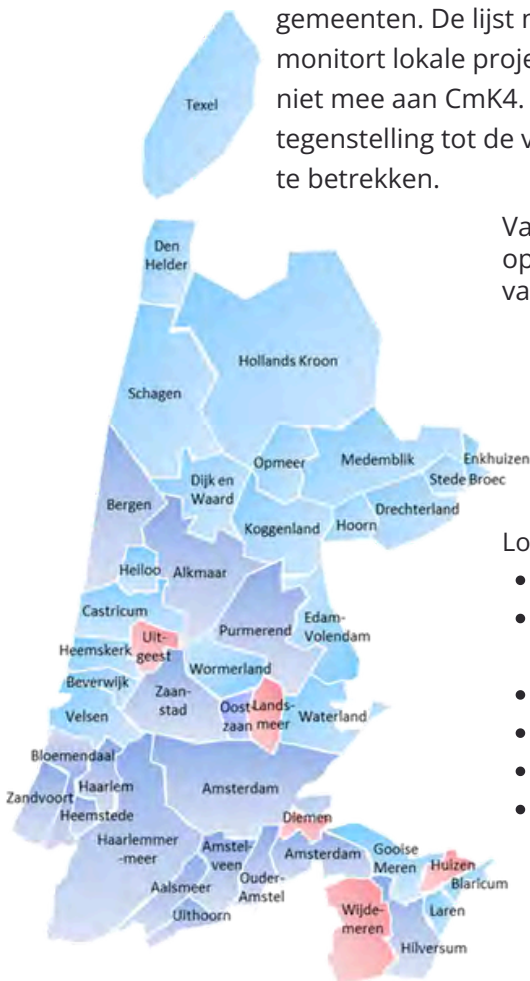 gemeenten. De lijst
monitort lokale proje
niet mee aan CmK4.
tegenstelling tot de v
te betrekken.
Va
op
va
Texel
Den
Helder
Hollands Kroon
Schagen
Opmeer
Medemblik
Enkhuizen
Stede Broec
Dijk en
Waard
Drechterland
Bergen
Koggenland
Hoorn
Lo
Heiloo
Alkmaar
Castricum
Edam-
Volendam
Purmerend
Uit-
geest
Heemskerk
Wormerland
Beverwijk
Zaan-
stad
Oost
zaan
Lands-
meer
Waterland
Velsen
Bloemendaal
Haarlem
Zandvoort
Heemstede
Amsterdam
Diemen
Haarlemmer
-meer
Amstel-
veen
Amsterdam
Gooise
Meren
Huizen
Blaricum
Aalsmeer
Ouder-
Amstel
Laren
Uithoorn
Wijde-
meren
Hilversum